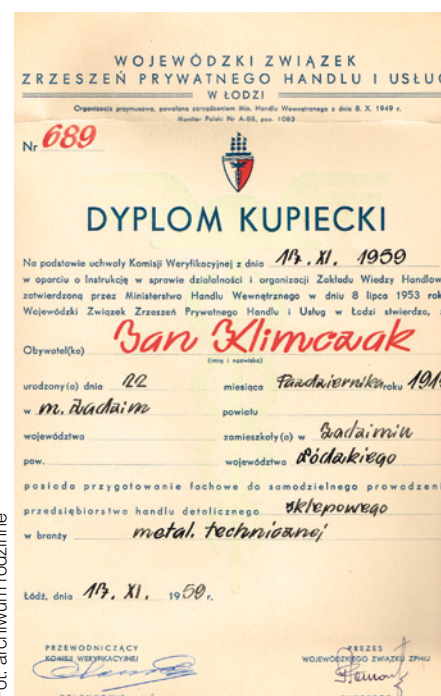 WOJEWÓDZKI ZWIĄZEK
ZRZESZEŃ PRYWATNEGO HANDLU I USŁUG
W ŁODZI
Organizacja przymusowa, powołana zarządzeniem Min. Handlu Wewnętrznego z dnia 8. X. 1949 r.
Monitor Polski Nr A-88, poz. 1083
Nr 689
DYPLOM KUPIECKI
Na podstawie uchwały Komisji Weryfikacyjnej z dnia 17. XI. 1959
w oparciu o Instrukcję w sprawie działalności i organizacji Zakładu Wiedzy Handlow
zatwierdzoną przez Ministerstwo Handlu Wewnętrznego w dniu 8 lipca 1953 rok
Wojewódzki Związek Zrzeszeń Prywatnego Handlu i Usług w Łodzi stwierdza, ż
Obywatel(ka) Jan Klimczak
(imię i nazwisko)
urodzony(a) dnia 22 miesiąca Października roku 191
w m. powiatu
województwa zamieszkały(a) w
pow. województwa Łódzkiego
posiada przygotowanie fachowe do samodzielnego prowadzeni
przedsiębiorstwa handlu detalicznego sklepowego
w branży metal. technicznej
Łódź, dnia 17. XI. 1959 r.
PRZEWODNICZĄCY
KOMISJI WERYFIKACYJNEJ
PREZES
WOJEWÓDZKIEGO ZWIĄZKU ZPHiU
ot. archiwum rodzinne